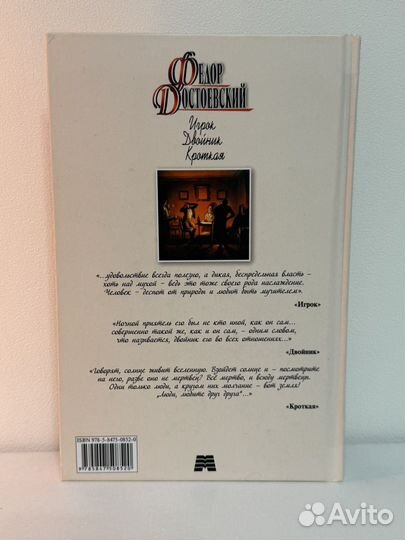 Федор
Достоевский
Игрок
Двойник
Кроткая
«...удовольствие всегда полезно, а дикая, беспредельная власть –
хоть над мухой – ведь это тоже своего рода наслаждение.
Человек – деспот от природы и любит быть мучителем».
«Игрок»
«Ночной приятель его был не кто иной, как он сам...
совершенно такой же, как и он сам, – одним словом,
что называется, двойник его во всех отношениях...»
«Двойник»
«Говорят, солнце живит вселенную. Взойдет солнце и – посмотрите
на него, разве оно не мертвец? Всё мертво, и всюду мертвецы.
Одни только люди, а кругом них молчание – вот земля!
„Люди, любите друг друга“...»
«Кроткая»
ISBN 978-5-8475-0852-0
9785847508520
Avito